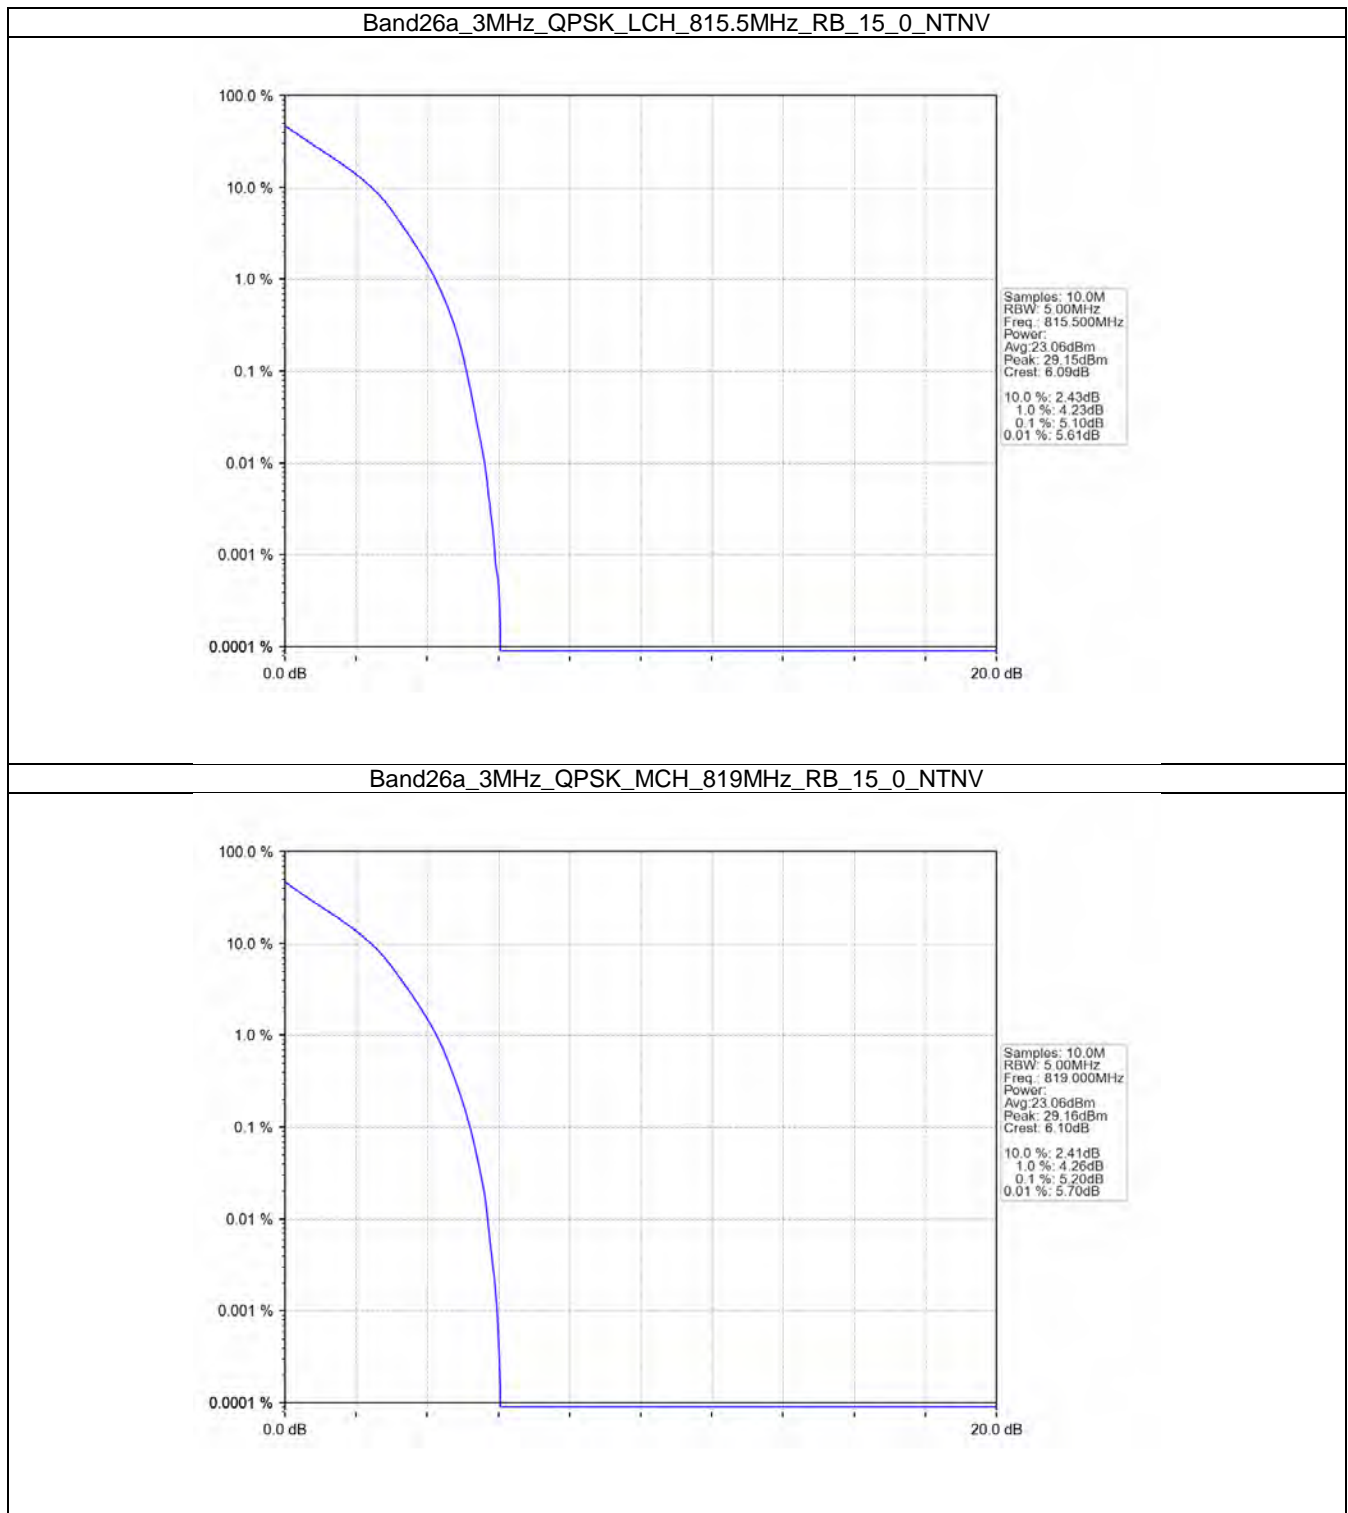 Band26a_3MHz_QPSK_LCH_815.5MHz_RB_15_0_NTNV
100.0 %
10.0 %
1.0 %
0.1 %
0.01 %
0.001 %
0.0001 %
0.0 dB
20.0 dB
Samples: 10.0M
RBW: 5.00MHz
Freq.: 815.500MHz
Power:
Avg:23.06dBm
Peak: 29.15dBm
Crest: 6.09dB
10.0 %: 2.43dB
1.0 %: 4.23dB
0.1 %: 5.10dB
0.01 %: 5.61dB
Band26a_3MHz_QPSK_MCH_819MHz_RB_15_0_NTNV
100.0 %
10.0 %
1.0 %
0.1 %
0.01 %
0.001 %
0.0001 %
0.0 dB
20.0 dB
Samples: 10.0M
RBW: 5.00MHz
Freq.: 819.000MHz
Power:
Avg:23.06dBm
Peak: 29.16dBm
Crest: 6.10dB
10.0 %: 2.41dB
1.0 %: 4.26dB
0.1 %: 5.20dB
0.01 %: 5.70dB